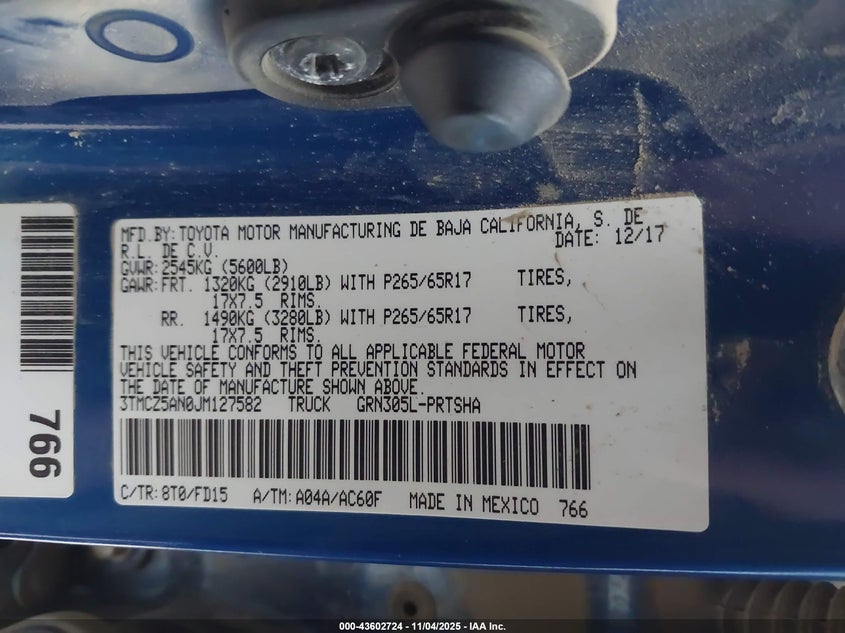 MFD.BY: TOYOTA MOTOR MANUFACTURING DE BAJA CALIFORNIA, S. DE
R.L. DE C.V. DATE: 12/17
GVWR: 2545KG (5600LB)
GAWR: FRT. 1320KG (2910LB) WITH P265/65R17 TIRES,
17X7.5 RIMS.
RR. 1490KG (3280LB) WITH P265/65R17 TIRES,
17X7.5 RIMS.
THIS VEHICLE CONFORMS TO ALL APPLICABLE FEDERAL MOTOR
VEHICLE SAFETY AND THEFT PREVENTION STANDARDS IN EFFECT ON
THE DATE OF MANUFACTURE SHOWN ABOVE.
3TMCZ5AN0JM127582 TRUCK GRN305L-PRTSHA
C/TR: 8T0/FD15 A/TM: A04A/AC60F MADE IN MEXICO 766
766
000-43602724 - 11/04/2025 - IAA Inc.